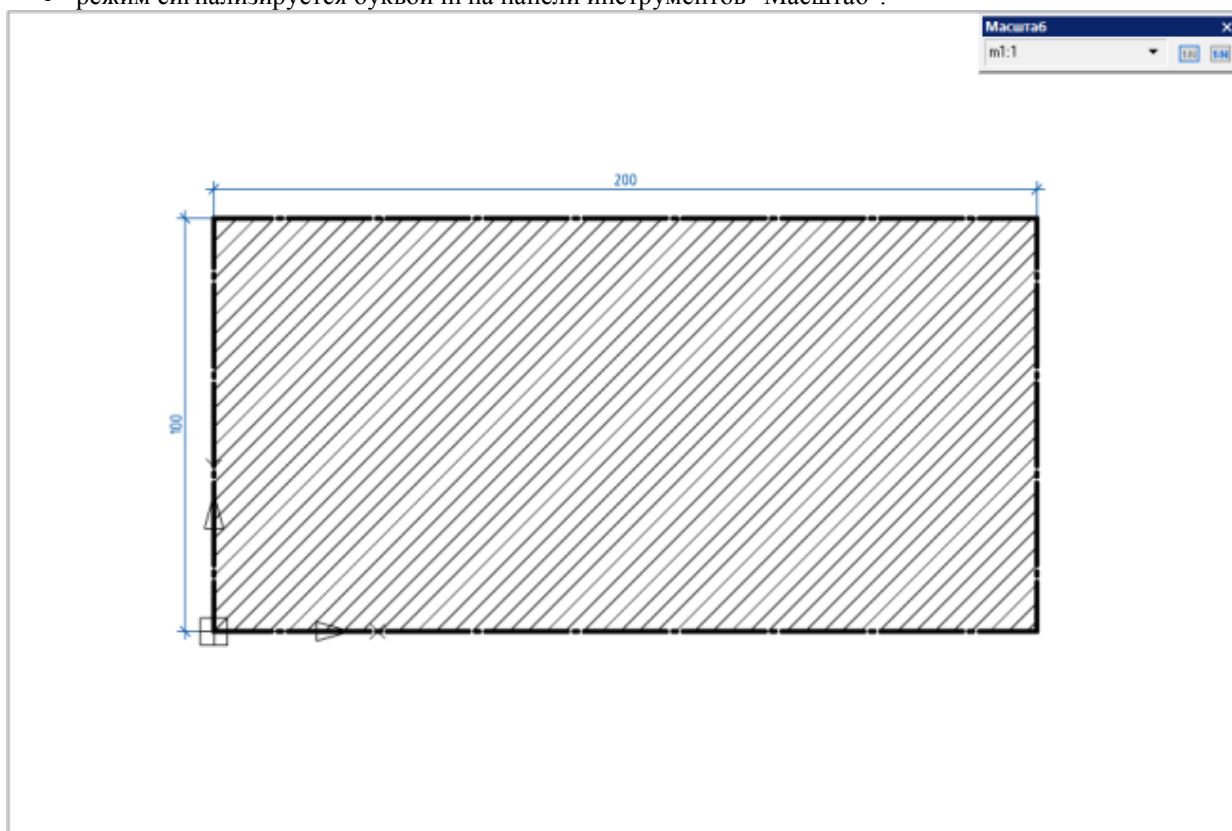 • режим сигнализируется буквой m на панели инструментов "Масштаб".
Масштаб
m1:1
200
100